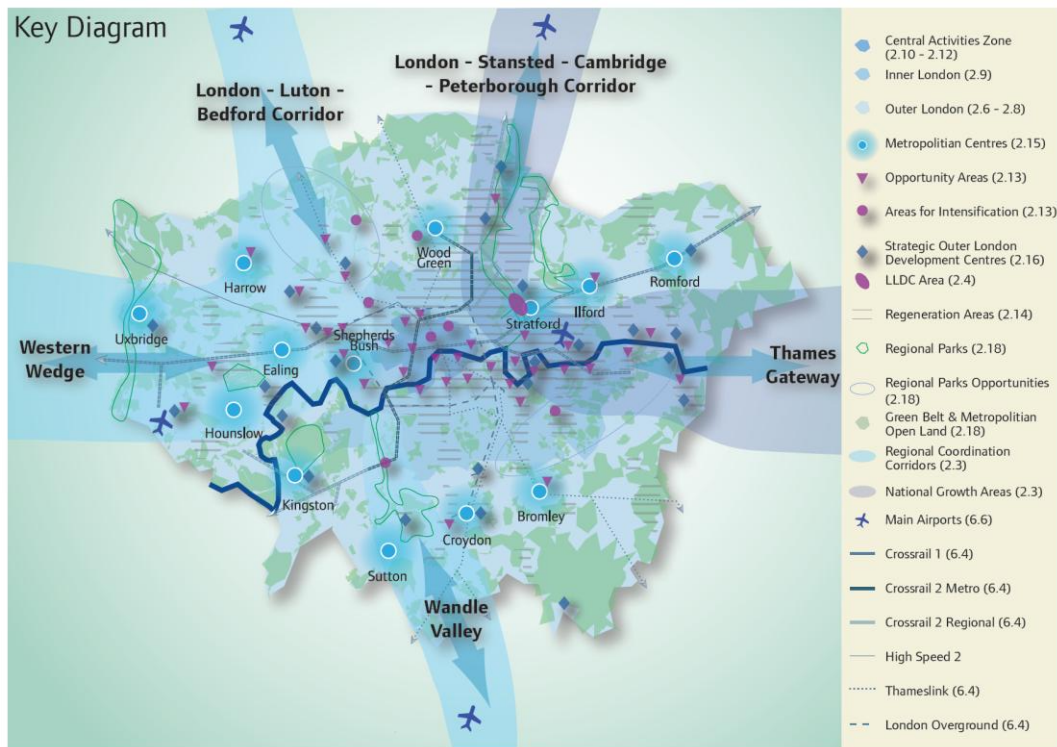 Key Diagram
London - Luton -
Bedford Corridor
London - Stansted - Cambridge
- Peterborough Corridor
Wood
Green
Harrow
Romford
Ilford
Stratford
Uxbridge
Shepherds
Bush
Ealing
Western
Wedge
Thames
Gateway
Hounslow
Kingston
Bromley
Croydon
Sutton
Wandle
Valley
Central Activities Zone
(2.10 - 2.12)
Inner London (2.9)
Outer London (2.6 - 2.8)
Metropolitian Centres (2.15)
Opportunity Areas (2.13)
Areas for Intensification (2.13)
Strategic Outer London
Development Centres (2.16)
LLDC Area (2.4)
Regeneration Areas (2.14)
Regional Parks (2.18)
Regional Parks Opportunities
(2.18)
Green Belt & Metropolitian
Open Land (2.18)
Regional Coordination
Corridors (2.3)
National Growth Areas (2.3)
Main Airports (6.6)
Crossrail 1 (6.4)
Crossrail 2 Metro (6.4)
Crossrail 2 Regional (6.4)
High Speed 2
Thameslink (6.4)
London Overground (6.4)